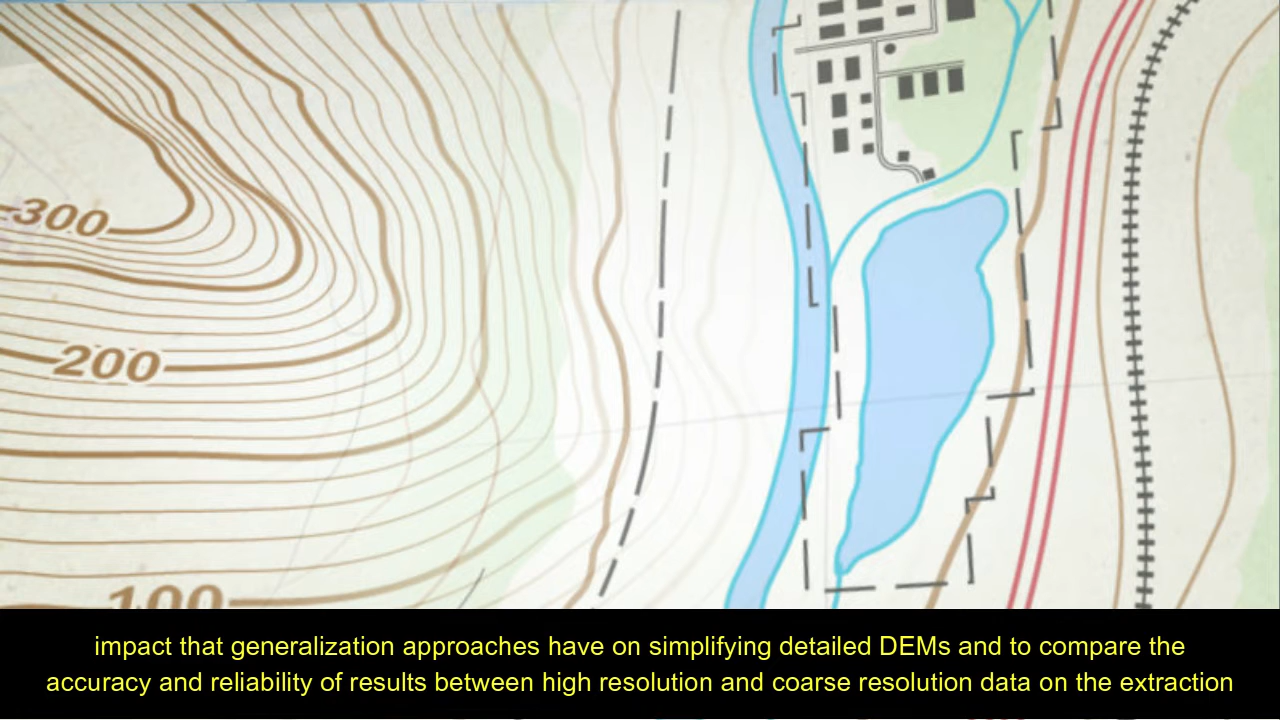 300
200
100
impact that generalization approaches have on simplifying detailed DEMs and to compare the
accuracy and reliability of results between high resolution and coarse resolution data on the extraction